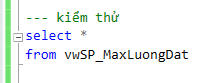 --- kiểm thử
select *
from vwSP_MaxLuongDat